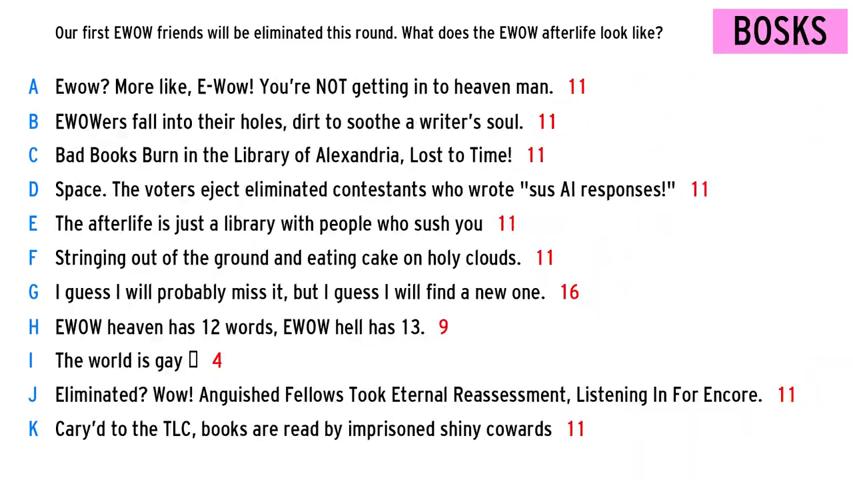 Our first EWOW friends will be eliminated this round. What does the EWOW afterlife look like?
BOSKS
A Ewow? More like, E-Wow! You're NOT getting in to heaven man. 11
B EWOWers fall into their holes, dirt to soothe a writer's soul. 11
C Bad Books Burn in the Library of Alexandria, Lost to Time! 11
D Space. The voters eject eliminated contestants who wrote "sus AI responses!" 11
E The afterlife is just a library with people who sush you 11
F Stringing out of the ground and eating cake on holy clouds. 11
G I guess I will probably miss it, but I guess I will find a new one. 16
H EWOW heaven has 12 words, EWOW hell has 13. 9
I The world is gay ▯ 4
J Eliminated? Wow! Anguished Fellows Took Eternal Reassessment, Listening In For Encore. 11
K Cary'd to the TLC, books are read by imprisoned shiny cowards 11